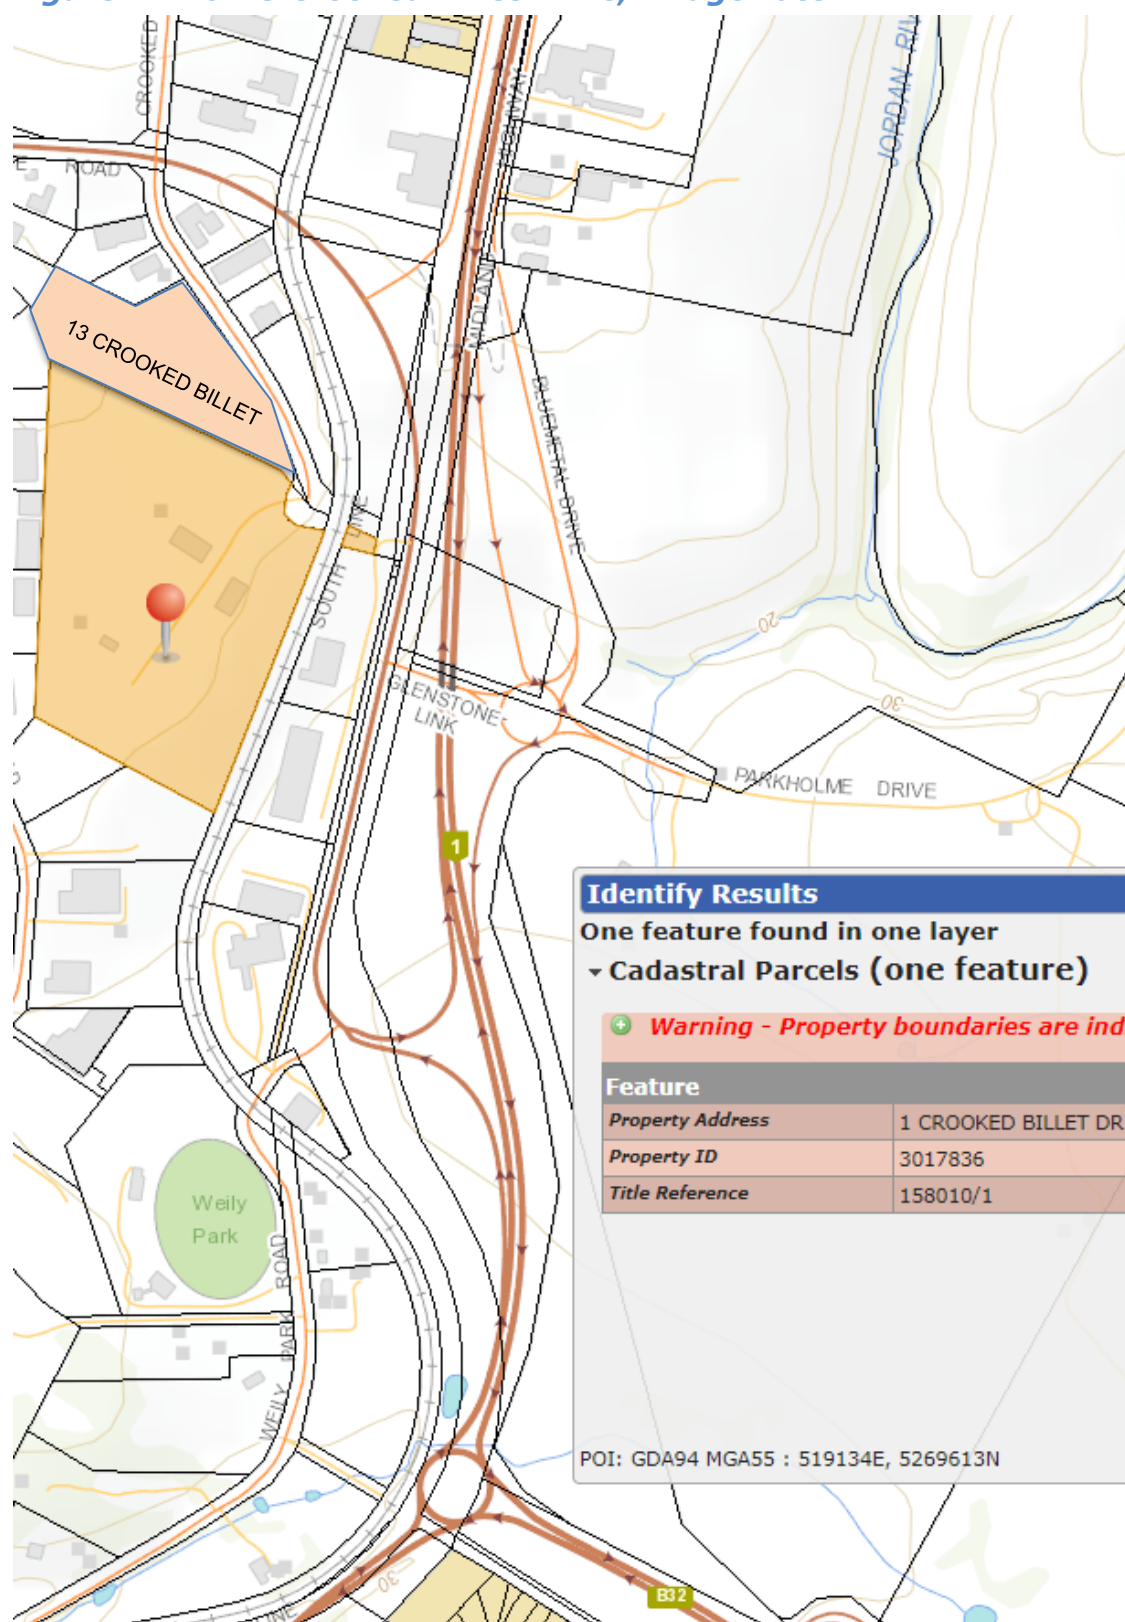 CROOKED
HIGHWAY
JORDAN RIV
ROAD
MIDLAN
13 CROOKED BILLET
BLUEMETAL DRIVE
SOUTH LINE
GLENSTONE
LINK
20
30
PARKHOLME DRIVE
1
Identify Results
One feature found in one layer
Cadastral Parcels (one feature)
Warning - Property boundaries are ind
Feature
Property Address 1 CROOKED BILLET DR
Property ID 3017836
Title Reference 158010/1
Weily
Park
WEILY PARK ROAD
POI: GDA94 MGA55 : 519134E, 5269613N
30
B32